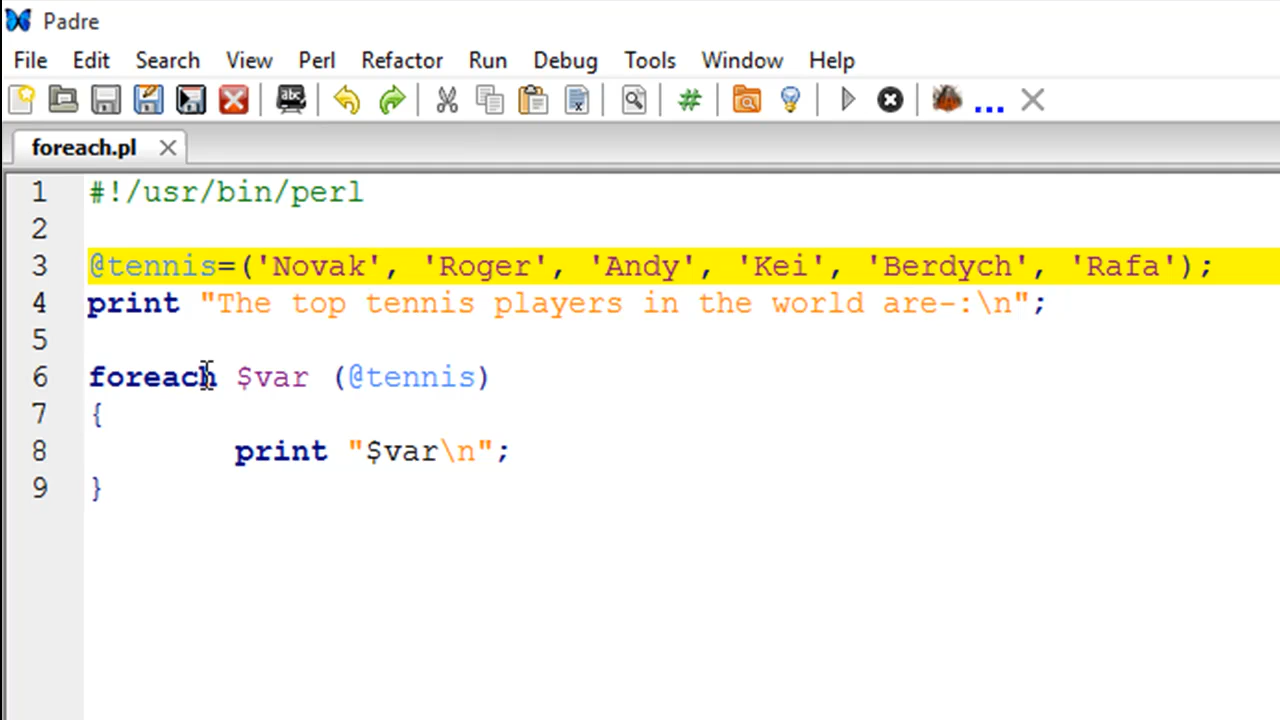 Padre
File Edit Search View Perl Refactor Run Debug Tools Window Help
abc # x ...
foreach.pl
1 #!/usr/bin/perl
2
3 @tennis=('Novak', 'Roger', 'Andy', 'Kei', 'Berdych', 'Rafa');
4 print "The top tennis players in the world are-:\n";
5
6 foreach $var (@tennis)
7 {
8 print "$var\n";
9 }